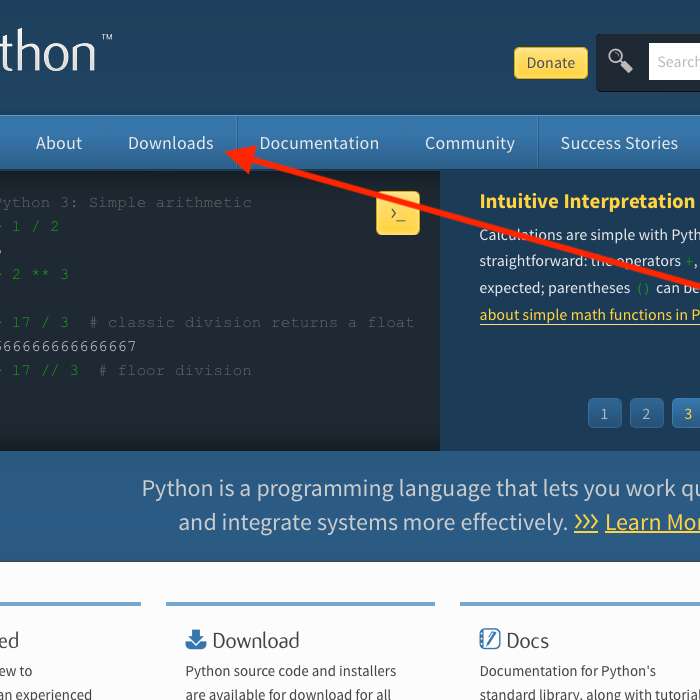 thon™
Donate
Search
About
Downloads
Documentation
Community
Success Stories
Python 3: Simple arithmetic
1 / 2
2 ** 3
17 / 3 # classic division returns a float
666666666666667
17 // 3 # floor division
>_
Intuitive Interpretation
Calculations are simple with Pyth
straightforward: the operators +,
expected; parentheses () can be
about simple math functions in P
1
2
3
Python is a programming language that lets you work qu
and integrate systems more effectively. >>> Learn Mor
ed
Download
Docs
ew to
Python source code and installers
Documentation for Python's
an experienced
are available for download for all
standard library, along with tutorial